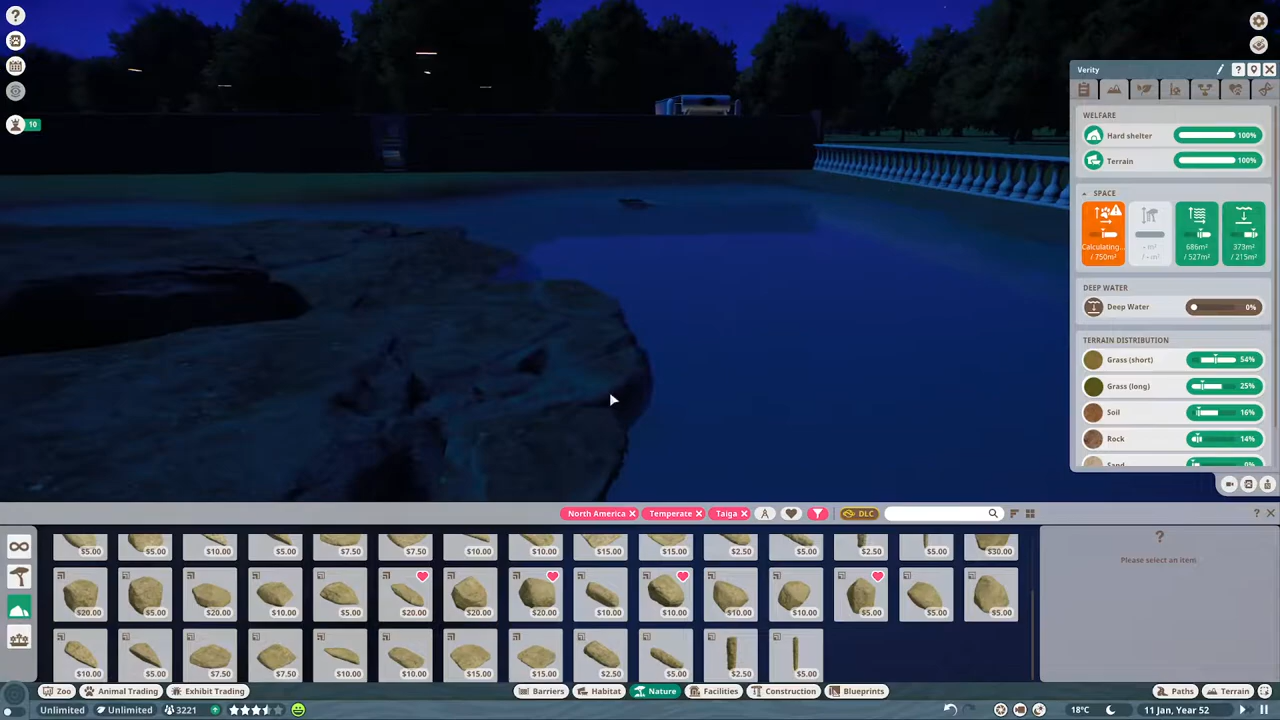 10
Verity
WELFARE
Hard shelter 100%
Terrain 100%
SPACE
Calculating... / 750m²
- m² / - m²
686m² / 527m²
373m² / 215m²
DEEP WATER
Deep Water 0%
TERRAIN DISTRIBUTION
Grass (short) 54%
Grass (long) 25%
Soil 16%
Rock 14%
Sand 0%
North America Temperate Taiga DLC
$5.00 $5.00 $10.00 $5.00 $7.50 $7.50 $10.00 $10.00 $15.00 $15.00 $2.50 $5.00 $2.50 $5.00 $30.00
Please select an item
$20.00 $5.00 $20.00 $10.00 $5.00 $20.00 $20.00 $20.00 $10.00 $10.00 $10.00 $10.00 $5.00 $5.00 $5.00
$10.00 $5.00 $7.50 $7.50 $10.00 $10.00 $15.00 $15.00 $2.50 $5.00 $2.50 $5.00
Zoo Animal Trading Exhibit Trading Barriers Habitat Nature Facilities Construction Blueprints Paths Terrain
Unlimited Unlimited 3221 18°C 11 Jan, Year 52